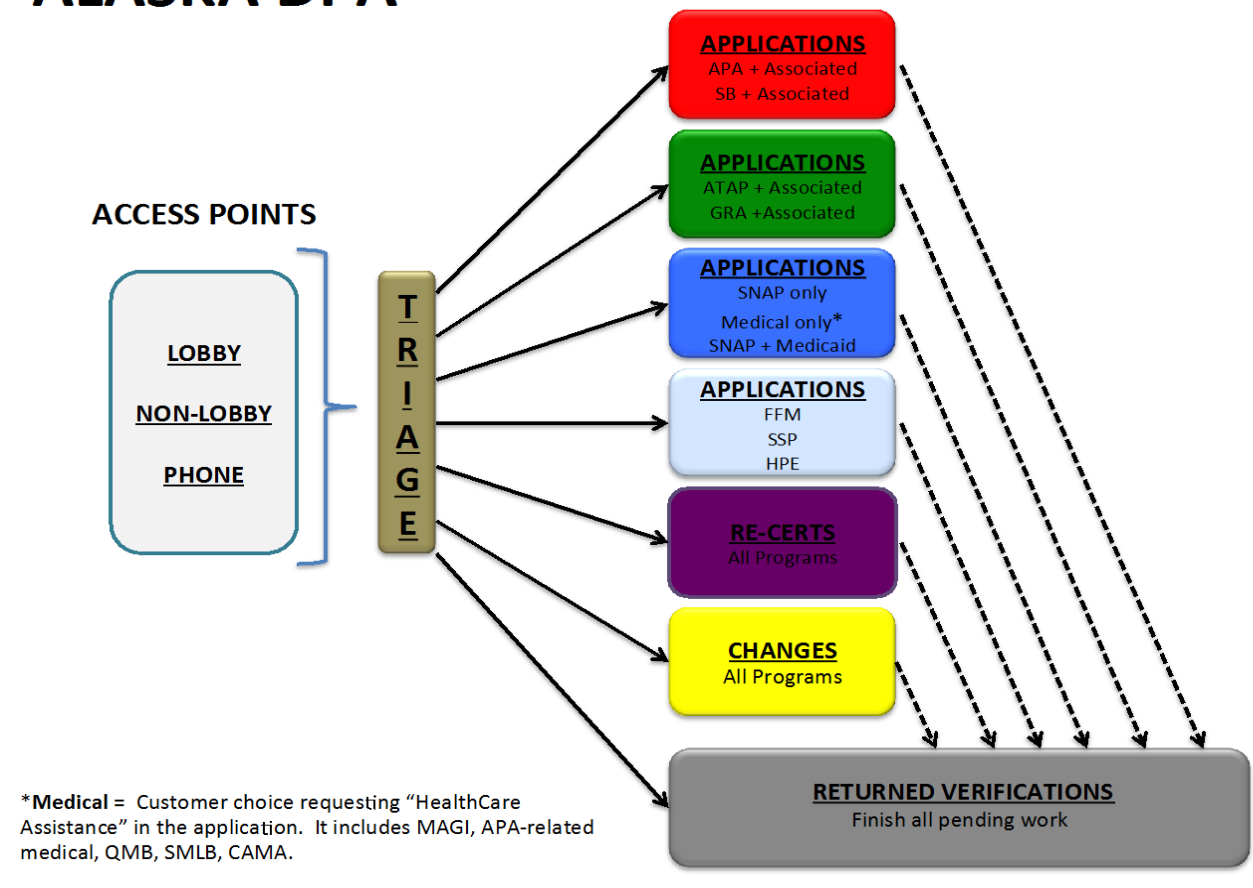 ALASKA DPA
ACCESS POINTS
LOBBY
NON-LOBBY
PHONE
T
R
I
A
G
E
APPLICATIONS
APA + Associated
SB + Associated
APPLICATIONS
ATAP + Associated
GRA +Associated
APPLICATIONS
SNAP only
Medical only*
SNAP + Medicaid
APPLICATIONS
FFM
SSP
HPE
RE-CERTS
All Programs
CHANGES
All Programs
RETURNED VERIFICATIONS
Finish all pending work
*Medical = Customer choice requesting “HealthCare
Assistance” in the application. It includes MAGI, APA-related
medical, QMB, SMLB, CAMA.